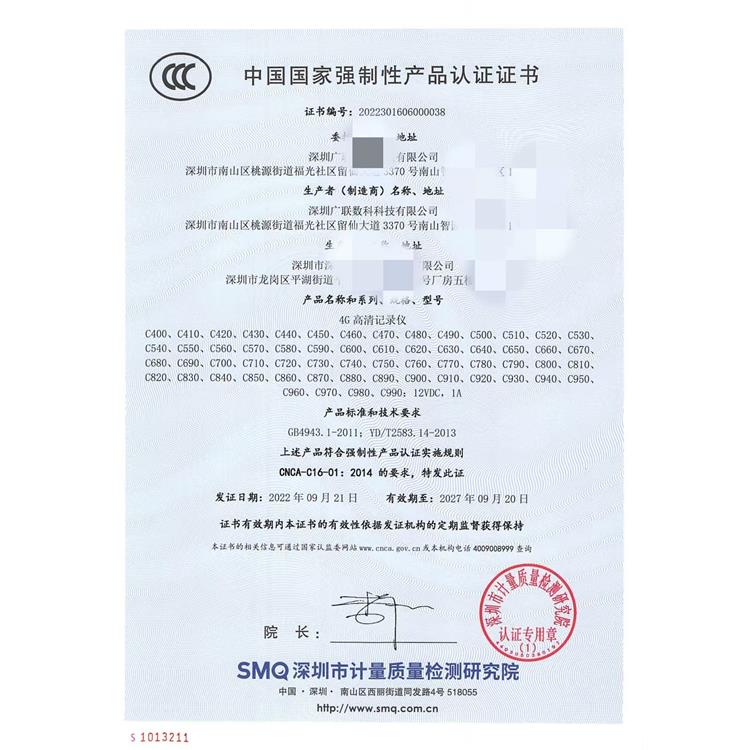 中国国家强制性产品认证证书
证书编号：2022301606000038
地址
深圳广 有限公司
深圳市南山区桃源街道福光社区留仙大道 3370 号南山智 区 1
生产者（制造商）名称、地址
深圳广联数科科技有限公司
深圳市南山区桃源街道福光社区留仙大道 3370 号南山智
地址
深圳市 限公司
深圳市龙岗区平湖街道 号厂房五楼
产品名称和系列、规格、型号
4G 高清记录仪
C400、C410、C420、C430、C440、C450、C460、C470、C480、C490、C500、C510、C520、C530、
C540、C550、C560、C570、C580、C590、C600、C610、C620、C630、C640、C650、C660、C670、
C680、C690、C700、C710、C720、C730、C740、C750、C760、C770、C780、C790、C800、C810、
C820、C830、C840、C850、C860、C870、C880、C890、C900、C910、C920、C930、C940、C950、
C960、C970、C980、C990；12VDC，1A
产品标准和技术要求
GB4943.1-2011；YD/T2583.14-2013
上述产品符合强制性产品认证实施规则
CNCA-C16-01：2014 的要求，特发此证
发证日期：2022 年 09 月 21 日 有效期至：2027 年 09 月 20 日
证书有效期内本证书的有效性依据发证机构的定期监督获得保持
本证书的相关信息可通过国家认监委网站 www.cnca.gov.cn 或本机构电话 4009008999 查询
深圳市计量质量检测研究院
认证专用章
(1)
院 长：
SMQ 深圳市计量质量检测研究院
中国·深圳·南山区西丽街道同发路4号 518055
http://www.smq.com.cn
S 1013211